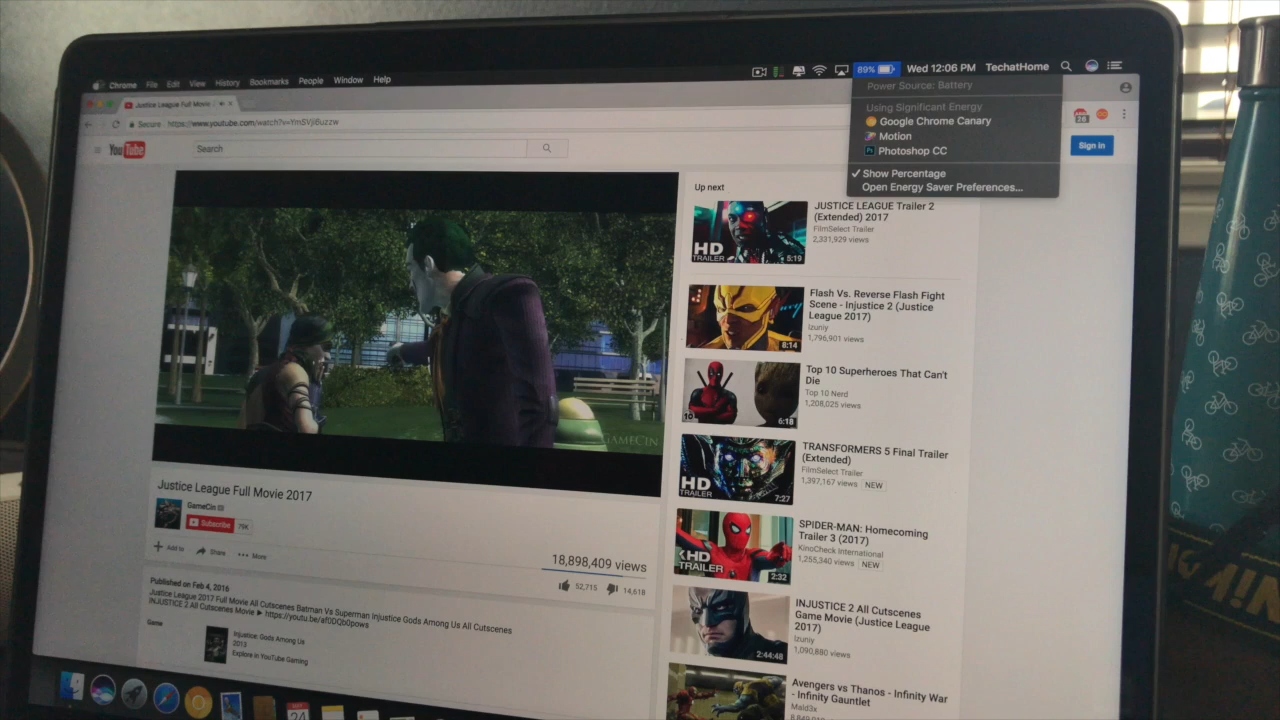 Chrome File Edit View History Bookmarks People Window Help
89% Wed 12:06 PM TechatHome
Power Source: Battery
Using Significant Energy
Google Chrome Canary
Motion
Ps Photoshop CC
Show Percentage
Open Energy Saver Preferences...
Justice League Full Movie
Secure https://www.youtube.com/watch?v=YmSVji6uzzw
28
YouTube
Search
Sign in
GAMECIN
Justice League Full Movie 2017
GameCin
Subscribe 79K
Add to Share More
18,898,409 views
52,715 14,618
Published on Feb 4, 2016
Justice League 2017 Full Movie All Cutscenes Batman Vs Superman Injustice Gods Among Us All Cutscenes
INJUSTICE 2 All Cutscenes Movie ► https://youtu.be/af0DQb0pows
Game
Injustice: Gods Among Us
2013
Explore in YouTube Gaming
Up next
HD
TRAILER
5:19
JUSTICE LEAGUE Trailer 2
(Extended) 2017
FilmSelect Trailer
2,331,929 views
8:14
Flash Vs. Reverse Flash Fight
Scene - Injustice 2 (Justice
League 2017)
Izuniy
1,796,901 views
10
6:18
Top 10 Superheroes That Can't
Die
Top 10 Nerd
1,208,025 views
HD
TRAILER
7:27
TRANSFORMERS 5 Final Trailer
(Extended)
FilmSelect Trailer
1,397,167 views NEW
HD
TRAILER
2:32
SPIDER-MAN: Homecoming
Trailer 3 (2017)
KinoCheck International
1,255,340 views NEW
2:44:48
INJUSTICE 2 All Cutscenes
Game Movie (Justice League
2017)
Izuniy
1,090,880 views
Avengers vs Thanos - Infinity War
- Infinity Gauntlet
Maid3x
24